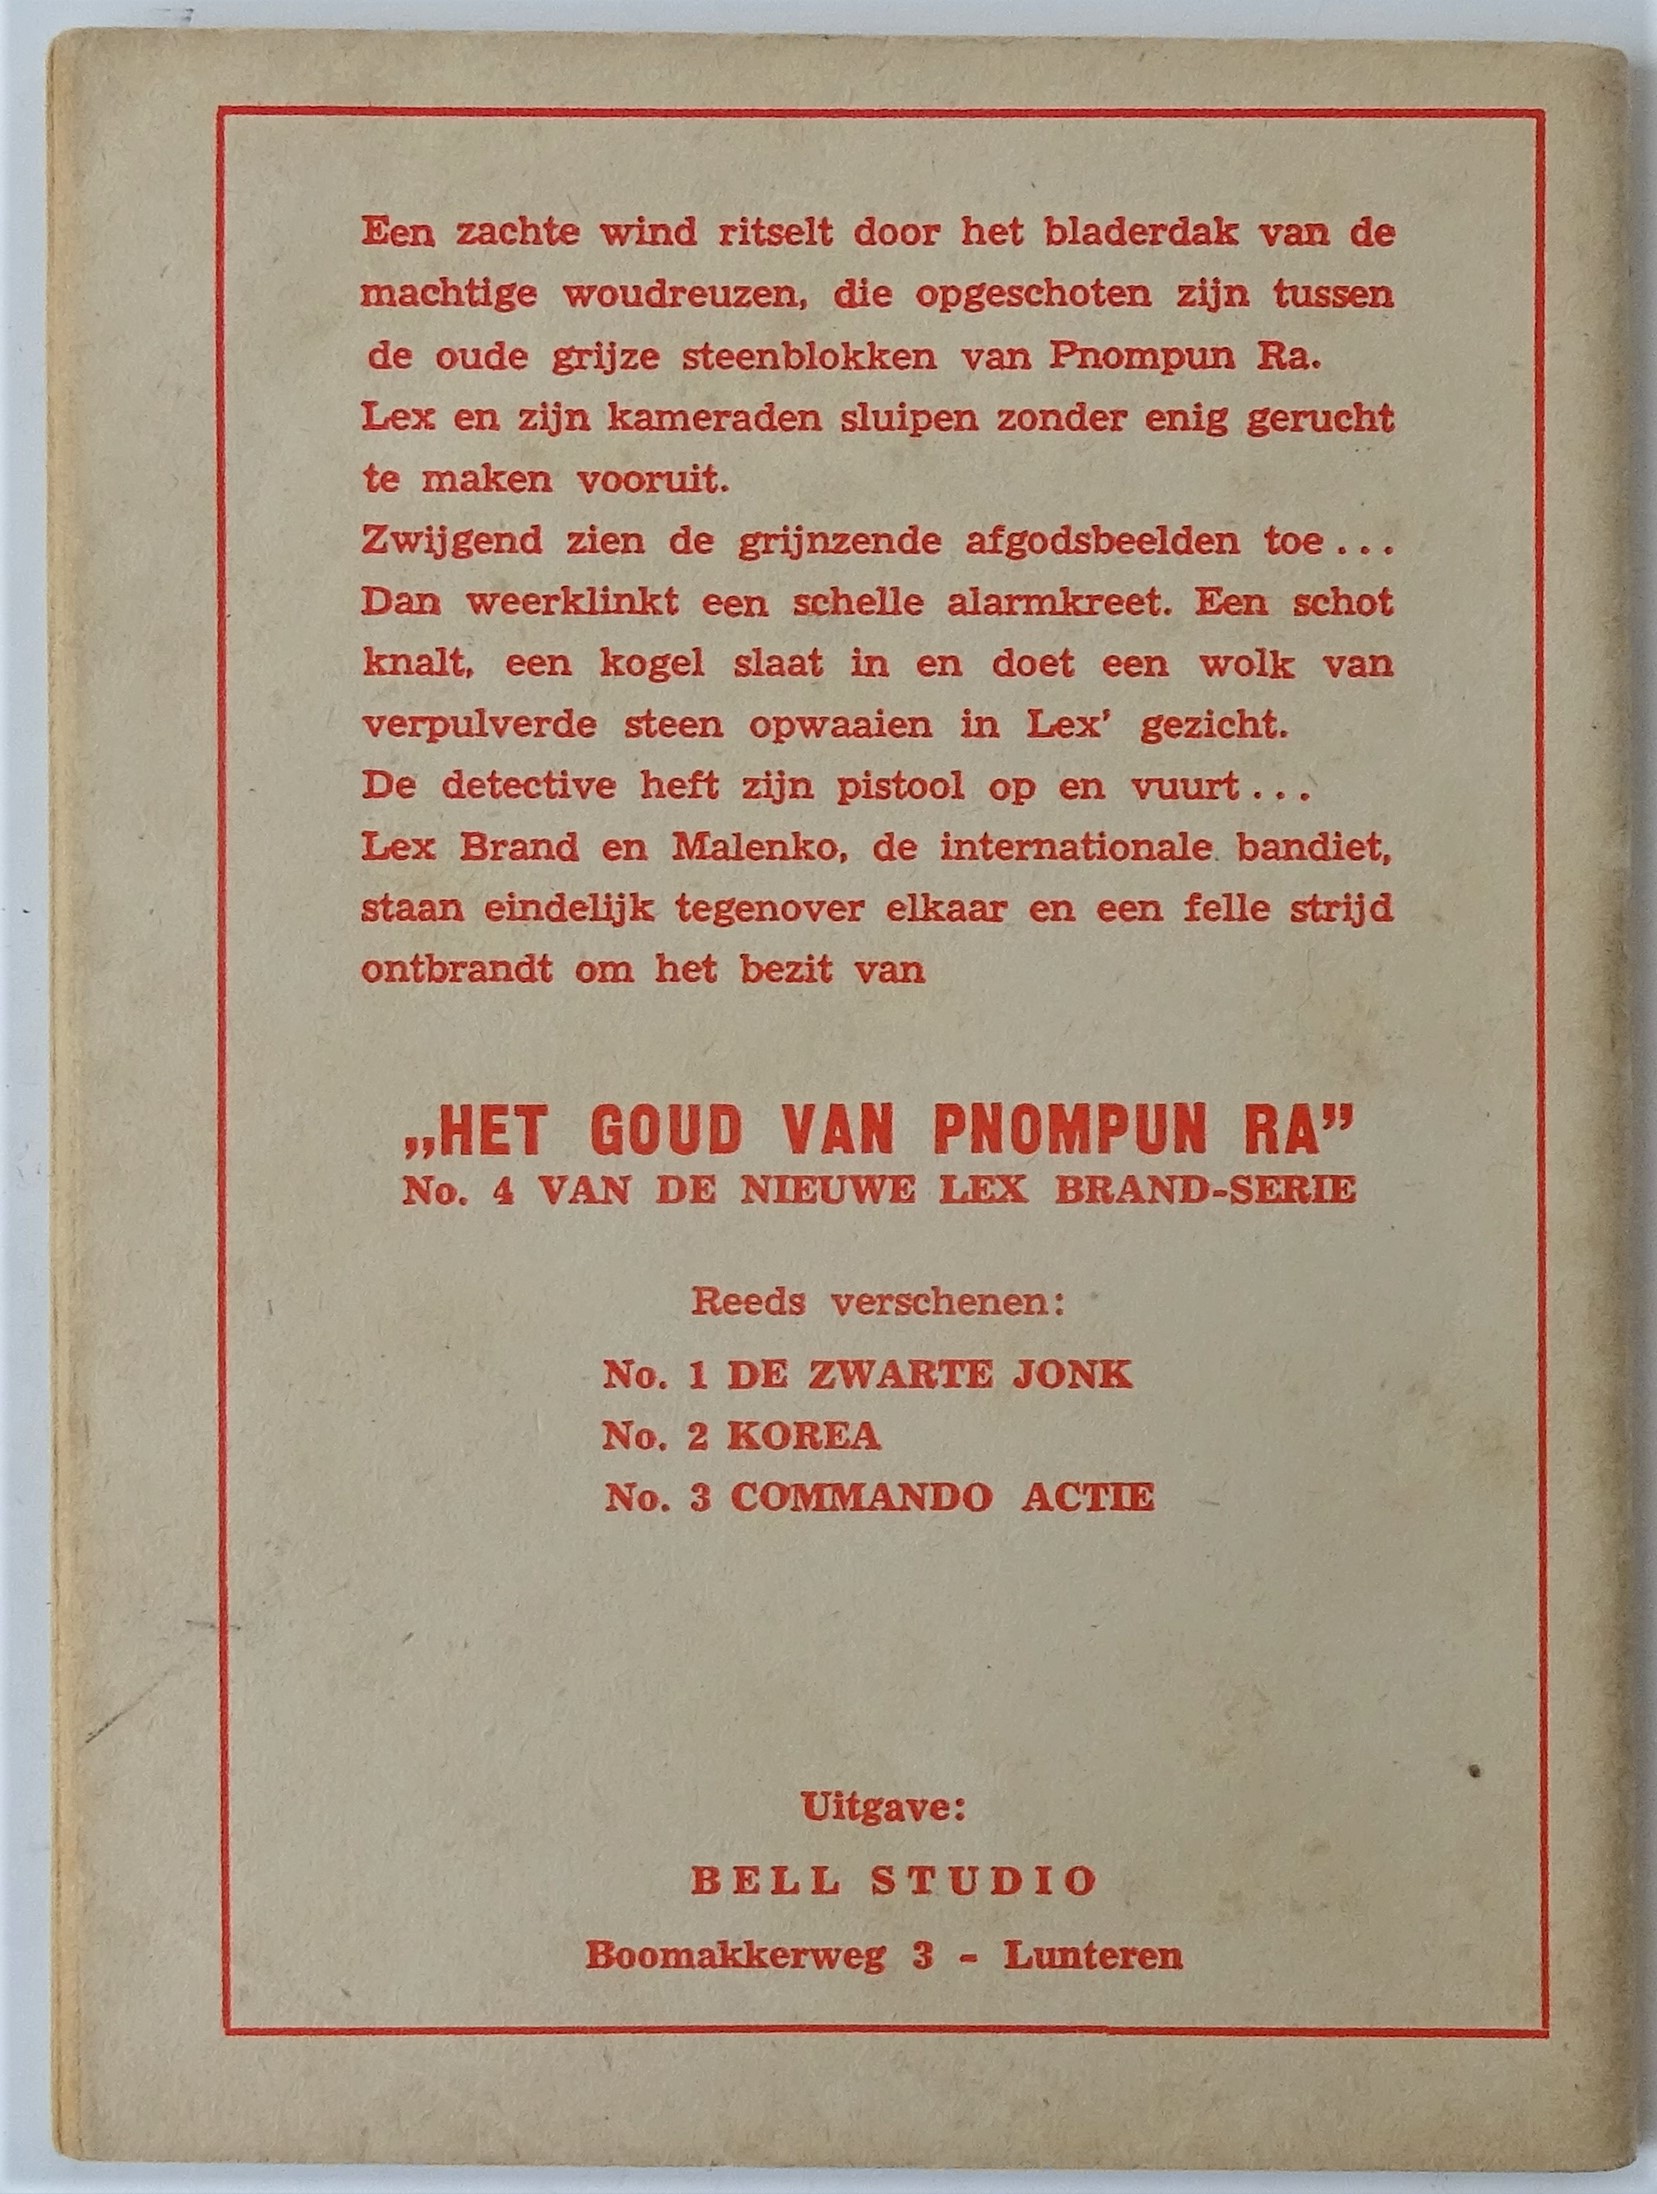 Een zachte wind ritselt door het bladerdak van de
machtige woudreuzen, die opgeschoten zijn tussen
de oude grijze steenblokken van Pnompun Ra.
Lex en zijn kameraden sluipen zonder enig gerucht
te maken vooruit.
Zwijgend zien de grijnzende afgodsbeelden toe...
Dan weerklinkt een schelle alarmkreet. Een schot
knalt, een kogel slaat in en doet een wolk van
verpulverde steen opwaaien in Lex' gezicht.
De detective heft zijn pistool op en vuurt...
Lex Brand en Malenko, de internationale bandiet,
staan eindelijk tegenover elkaar en een felle strijd
ontbrandt om het bezit van
„HET GOUD VAN PNOMPUN RA”
No. 4 VAN DE NIEUWE LEX BRAND-SERIE
Reeds verschenen:
No. 1 DE ZWARTE JONK
No. 2 KOREA
No. 3 COMMANDO ACTIE
Uitgave:
BELL STUDIO
Boomakkerweg 3 - Lunteren